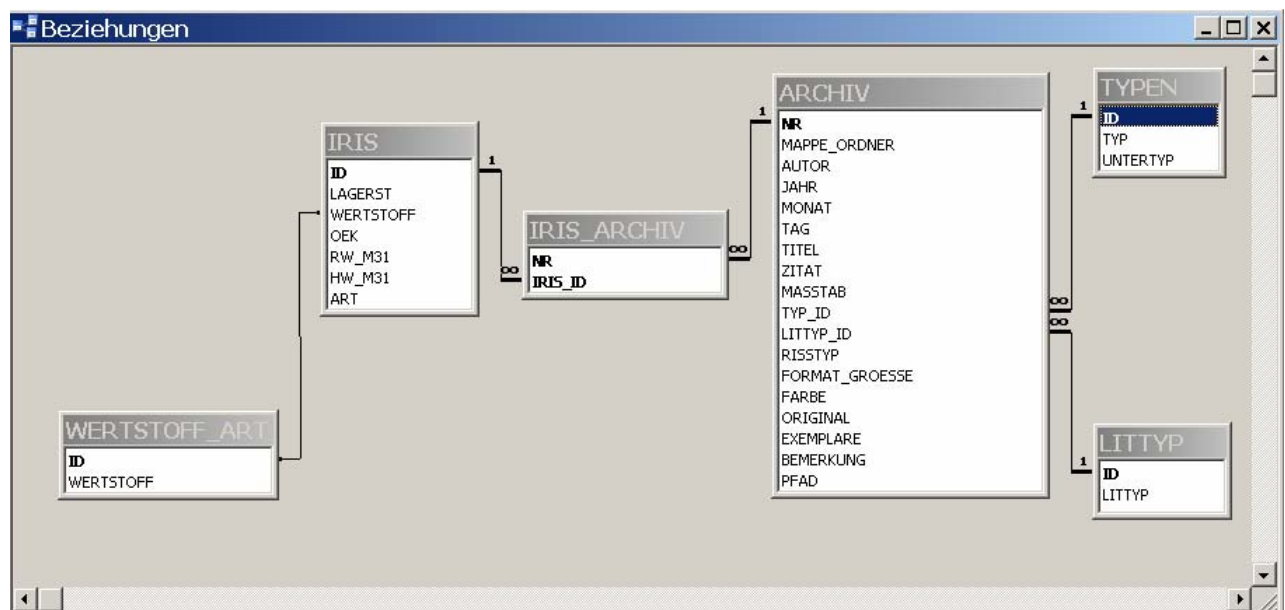 Beziehungen
IRIS
ID
LAGERST
WERTSTOFF
OEK
RW_M31
HW_M31
ART
1
∞
IRIS_ARCHIV
NR
IRIS_ID
1
∞
ARCHIV
NR
MAPPE_ORDNER
AUTOR
JAHR
MONAT
TAG
TITEL
ZITAT
MASSTAB
TYP_ID
LITTYP_ID
RISSTYP
FORMAT_GROESSE
FARBE
ORIGINAL
EXEMPLARE
BEMERKUNG
PFAD
1
∞
TYPEN
ID
TYP
UNTERTYP
∞
1
LITTYP
ID
LITTYP
WERTSTOFF_ART
ID
WERTSTOFF